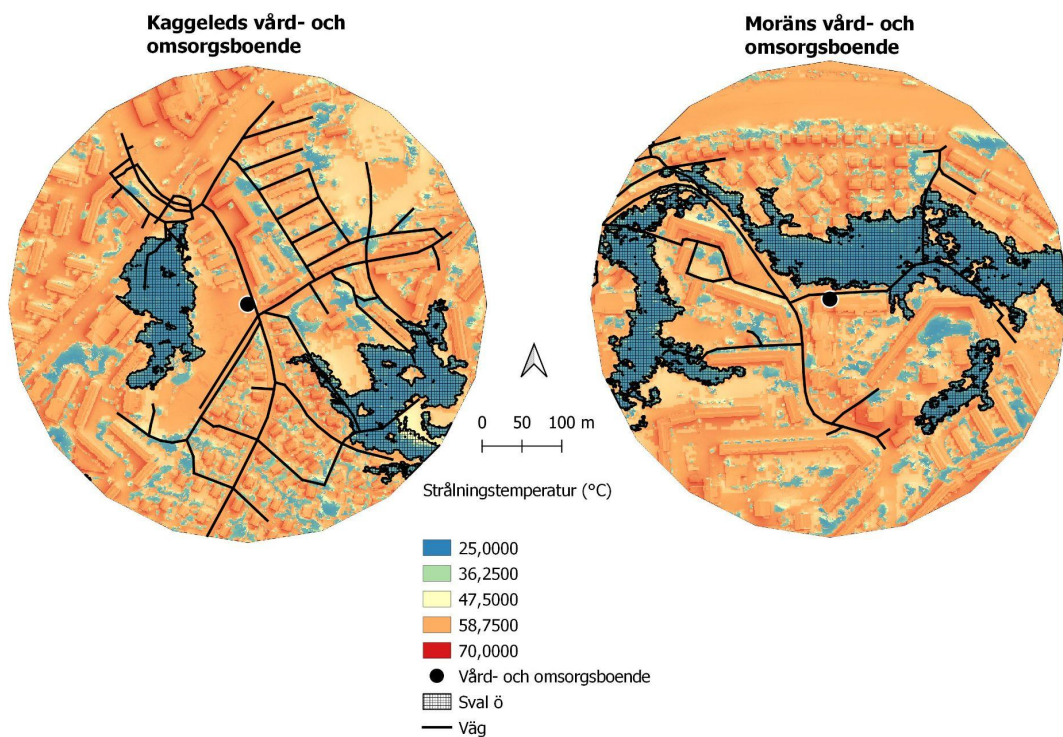 Kaggeleds vård- och
omsorgsboende
Moräns vård- och
omsorgsboende
0 50 100 m
Strålningstemperatur (°C)
25,0000
36,2500
47,5000
58,7500
70,0000
Vård- och omsorgsboende
Sval ö
Väg